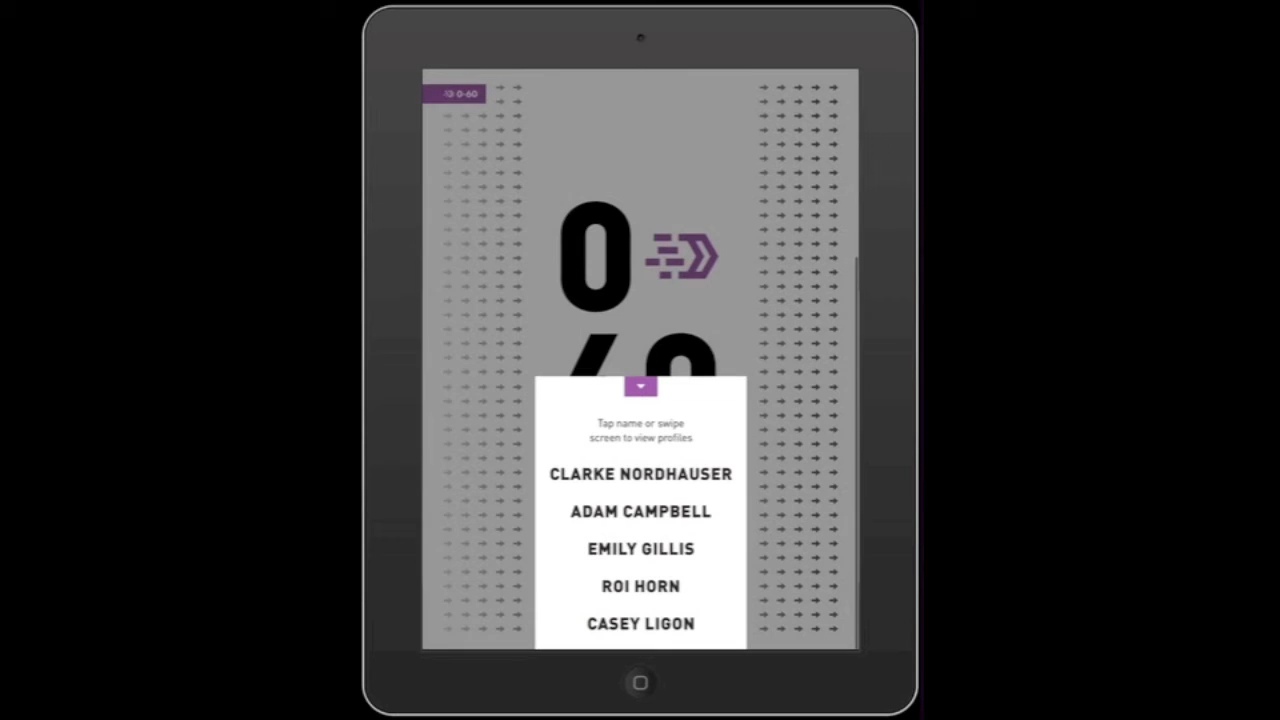 0-60
0
60
Tap name or swipe
screen to view profiles
CLARKE NORDHAUSER
ADAM CAMPBELL
EMILY GILLIS
ROI HORN
CASEY LIGON